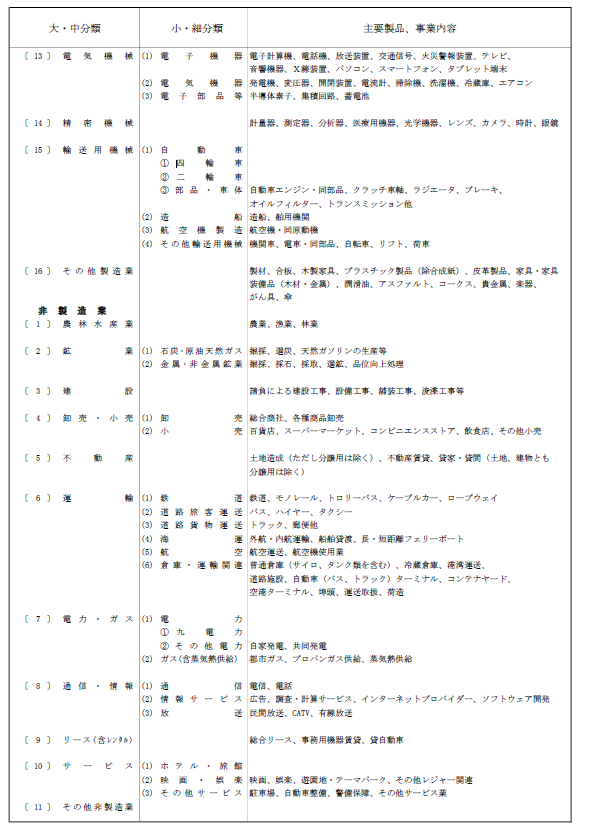 大・中分類 小・細分類 主要製品、事業内容
〔 13 〕 電気機械 (1) 電子機器 電子計算機、電話機、放送装置、交通信号、火災警報装置、テレビ、
音響機器、X線装置、パソコン、スマートフォン、タブレット端末
(2) 電気機器 発電機、変圧器、開閉装置、電流計、掃除機、洗濯機、冷蔵庫、エアコン
(3) 電子部品等 半導体素子、集積回路、蓄電池
〔 14 〕 精密機械 計量器、測定器、分析器、医療用機器、光学機器、レンズ、カメラ、時計、眼鏡
〔 15 〕 輸送用機械 (1) 自動車
① 四輪車
② 二輪車
③ 部品・車体 自動車エンジン・同部品、クラッチ車軸、ラジエータ、ブレーキ、
オイルフィルター、トランスミッション他
(2) 造船 造船、舶用機関
(3) 航空機製造 航空機・同原動機
(4) その他輸送用機械 機関車、電車・同部品、自転車、リフト、荷車
〔 16 〕 その他製造業 製材、合板、木製家具、プラスチック製品（除合成紙）、皮革製品、家具・家具
装備品（木材・金属）、潤滑油、アスファルト、コークス、貴金属、楽器、
がん具、傘
非製造業
〔 1 〕 農林水産業 農業、漁業、林業
〔 2 〕 鉱業 (1) 石炭・原油天然ガス 掘採、選炭、天然ガソリンの生産等
(2) 金属・非金属鉱業 掘採、採石、採取、選鉱、品位向上処理
〔 3 〕 建設 請負による建設工事、設備工事、舗装工事、浚渫工事等
〔 4 〕 卸売・小売 (1) 卸売 総合商社、各種商品卸売
(2) 小売 百貨店、スーパーマーケット、コンビニエンスストア、飲食店、その他小売
〔 5 〕 不動産 土地造成（ただし分譲用は除く）、不動産賃貸、貸家・貸間（土地、建物とも
分譲用は除く）
〔 6 〕 運輸 (1) 鉄道 鉄道、モノレール、トロリーバス、ケーブルカー、ロープウェイ
(2) 道路旅客運送 バス、ハイヤー、タクシー
(3) 道路貨物運送 トラック、郵便他
(4) 海運 外航・内航運輸、船舶貸渡、長・短距離フェリーボート
(5) 航空 航空運送、航空機使用業
(6) 倉庫・運輸関連 普通倉庫（サイロ、タンク類を含む）、冷蔵倉庫、港湾運送、
道路施設、自動車（バス、トラック）ターミナル、コンテナヤード、
空港ターミナル、埠頭、運送取扱、荷造
〔 7 〕 電力・ガス (1) 電力
① 九電力
② その他電力 自家発電、共同発電
(2) ガス(含蒸気熱供給) 都市ガス、プロパンガス供給、蒸気熱供給
〔 8 〕 通信・情報 (1) 通信 電信、電話
(2) 情報サービス 広告、調査・計算サービス、インターネットプロバイダー、ソフトウェア開発
(3) 放送 民間放送、CATV、有線放送
〔 9 〕 リース(含ﾚﾝﾀﾙ) 総合リース、事務用機器賃貸、貸自動車
〔 10 〕 サービス (1) ホテル・旅館
(2) 映画・娯楽 映画、娯楽、遊園地・テーマパーク、その他レジャー関連
(3) その他サービス 駐車場、自動車整備、警備保障、その他サービス業
〔 11 〕 その他非製造業